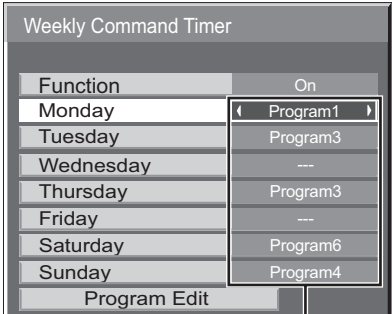 Weekly Command Timer
Function On
Monday Program1
Tuesday Program3
Wednesday ---
Thursday Program3
Friday ---
Saturday Program6
Sunday Program4
Program Edit